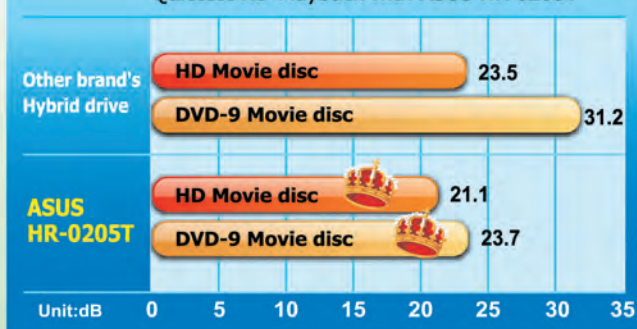 Other brand's
Hybrid drive
HD Movie disc 23.5
DVD-9 Movie disc 31.2
ASUS
HR-0205T
HD Movie disc 21.1
DVD-9 Movie disc 23.7
Unit:dB 0 5 10 15 20 25 30 35